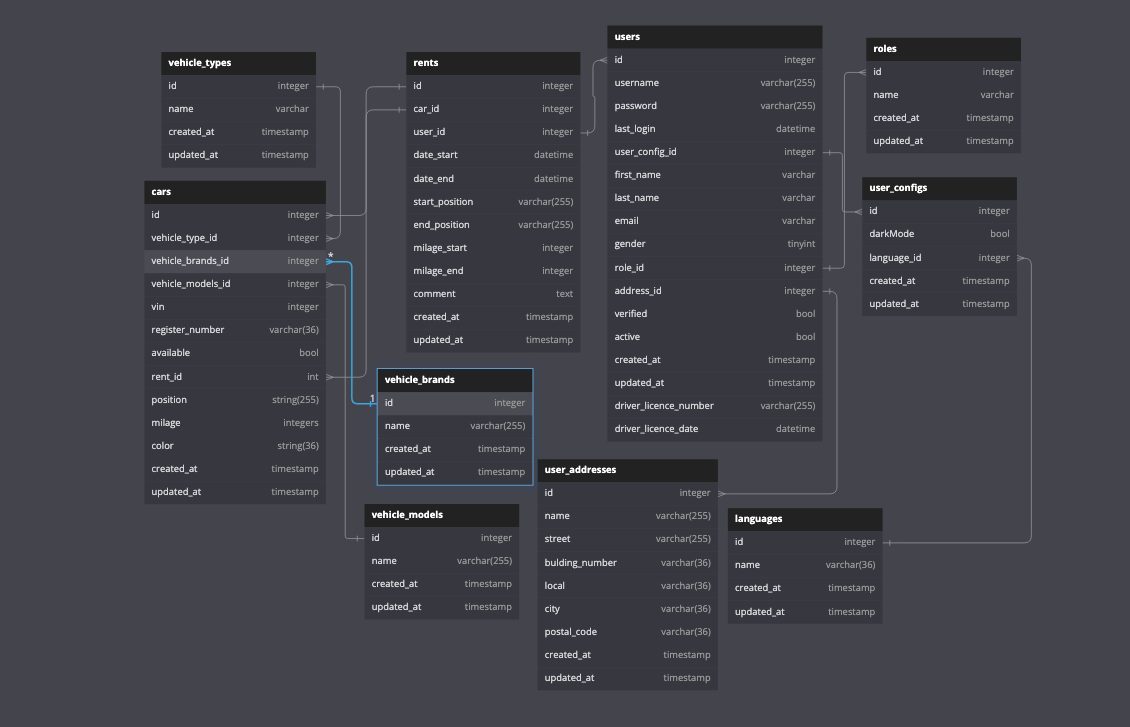 vehicle_types
id integer
name varchar
created_at timestamp
updated_at timestamp
cars
id integer
vehicle_type_id integer
vehicle_brands_id integer
*
vehicle_models_id integer
vin integer
register_number varchar(36)
available bool
rent_id int
position string(255)
milage integers
color string(36)
created_at timestamp
updated_at timestamp
rents
id integer
car_id integer
user_id integer
date_start datetime
date_end datetime
start_position varchar(255)
end_position varchar(255)
milage_start integer
milage_end integer
comment text
created_at timestamp
updated_at timestamp
vehicle_brands
1
id integer
name varchar(255)
created_at timestamp
updated_at timestamp
vehicle_models
id integer
name varchar(255)
created_at timestamp
updated_at timestamp
users
id integer
username varchar(255)
password varchar(255)
last_login datetime
user_config_id integer
first_name varchar
last_name varchar
email varchar
gender tinyint
role_id integer
address_id integer
verified bool
active bool
created_at timestamp
updated_at timestamp
driver_licence_number varchar(255)
driver_licence_date datetime
user_addresses
id integer
name varchar(255)
street varchar(255)
bulding_number varchar(36)
local varchar(36)
city varchar(36)
postal_code varchar(36)
created_at timestamp
updated_at timestamp
roles
id integer
name varchar
created_at timestamp
updated_at timestamp
user_configs
id integer
darkMode bool
language_id integer
created_at timestamp
updated_at timestamp
languages
id integer
name varchar(36)
created_at timestamp
updated_at timestamp